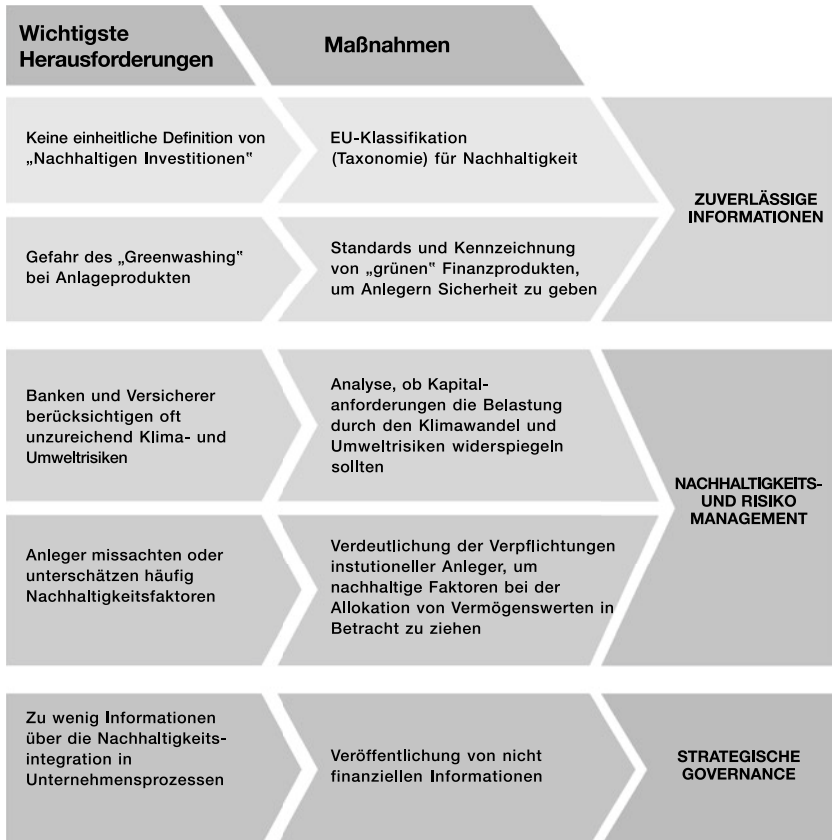 Wichtigste
Herausforderungen
Maßnahmen
Keine einheitliche Definition von
„Nachhaltigen Investitionen“
EU-Klassifikation
(Taxonomie) für Nachhaltigkeit
Gefahr des „Greenwashing“
bei Anlageprodukten
Standards und Kennzeichnung
von „grünen“ Finanzprodukten,
um Anlegern Sicherheit zu geben
ZUVERLÄSSIGE
INFORMATIONEN
Banken und Versicherer
berücksichtigen oft
unzureichend Klima- und
Umweltrisiken
Analyse, ob Kapital-
anforderungen die Belastung
durch den Klimawandel und
Umweltrisiken widerspiegeln
sollten
Anleger missachten oder
unterschätzen häufig
Nachhaltigkeitsfaktoren
Verdeutlichung der Verpflichtungen
instutioneller Anleger, um
nachhaltige Faktoren bei der
Allokation von Vermögenswerten in
Betracht zu ziehen
NACHHALTIGKEITS-
UND RISIKO
MANAGEMENT
Zu wenig Informationen
über die Nachhaltigkeits-
integration in
Unternehmensprozessen
Veröffentlichung von nicht
finanziellen Informationen
STRATEGISCHE
GOVERNANCE